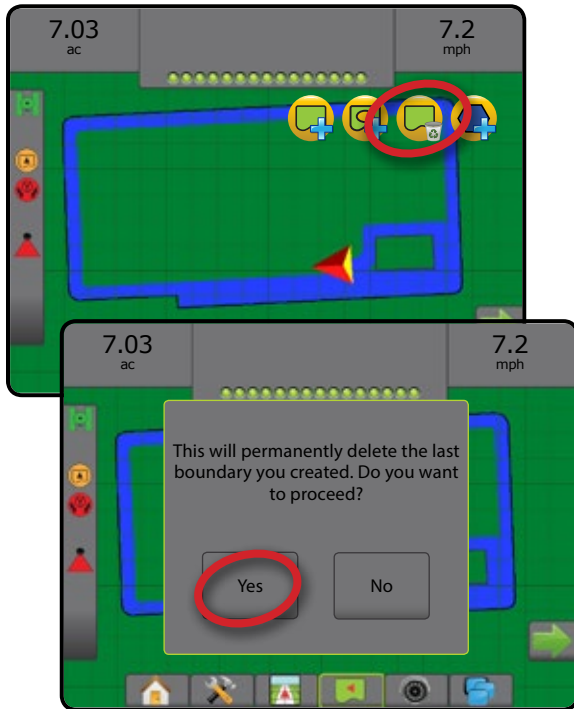 7.03
ac
7.2
mph
7.03
ac
7.2
mph
This will permanently delete the last
boundary you created. Do you want
to proceed?
Yes
No